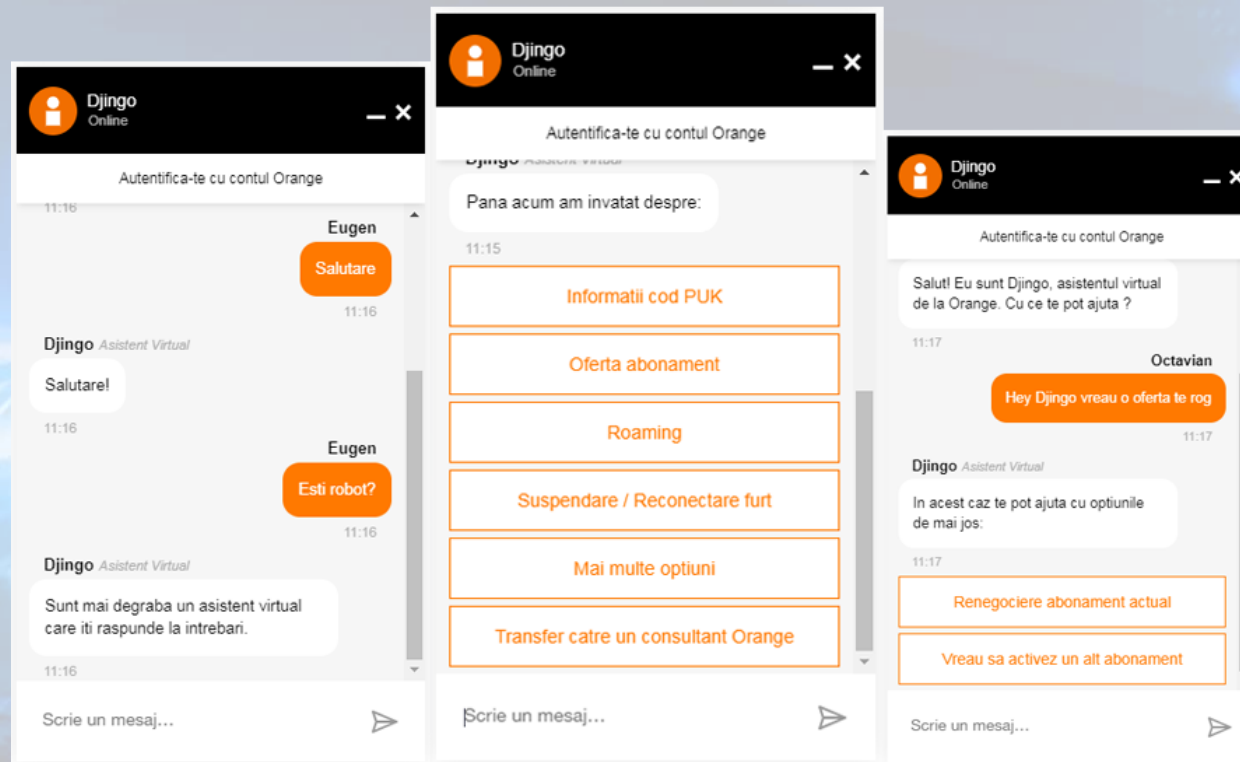 Djingo
Online
Autentifica-te cu contul Orange
11:16
Eugen
Salutare
11:16
Djingo Asistent Virtual
Salutare!
11:16
Eugen
Esti robot?
11:16
Djingo Asistent Virtual
Sunt mai degraba un asistent virtual
care iti raspunde la intrebari.
11:16
Scrie un mesaj...
Djingo
Online
Autentifica-te cu contul Orange
Djingo Asistent Virtual
Pana acum am invatat despre:
11:15
Informatii cod PUK
Oferta abonament
Roaming
Suspendare / Reconectare furt
Mai multe optiuni
Transfer catre un consultant Orange
Scrie un mesaj...
Djingo
Online
Autentifica-te cu contul Orange
Salut! Eu sunt Djingo, asistentul virtual
de la Orange. Cu ce te pot ajuta ?
11:17
Octavian
Hey Djingo vreau o oferta te rog
11:17
Djingo Asistent Virtual
In acest caz te pot ajuta cu optiunile
de mai jos:
11:17
Renegociere abonament actual
Vreau sa activez un alt abonament
Scrie un mesaj...